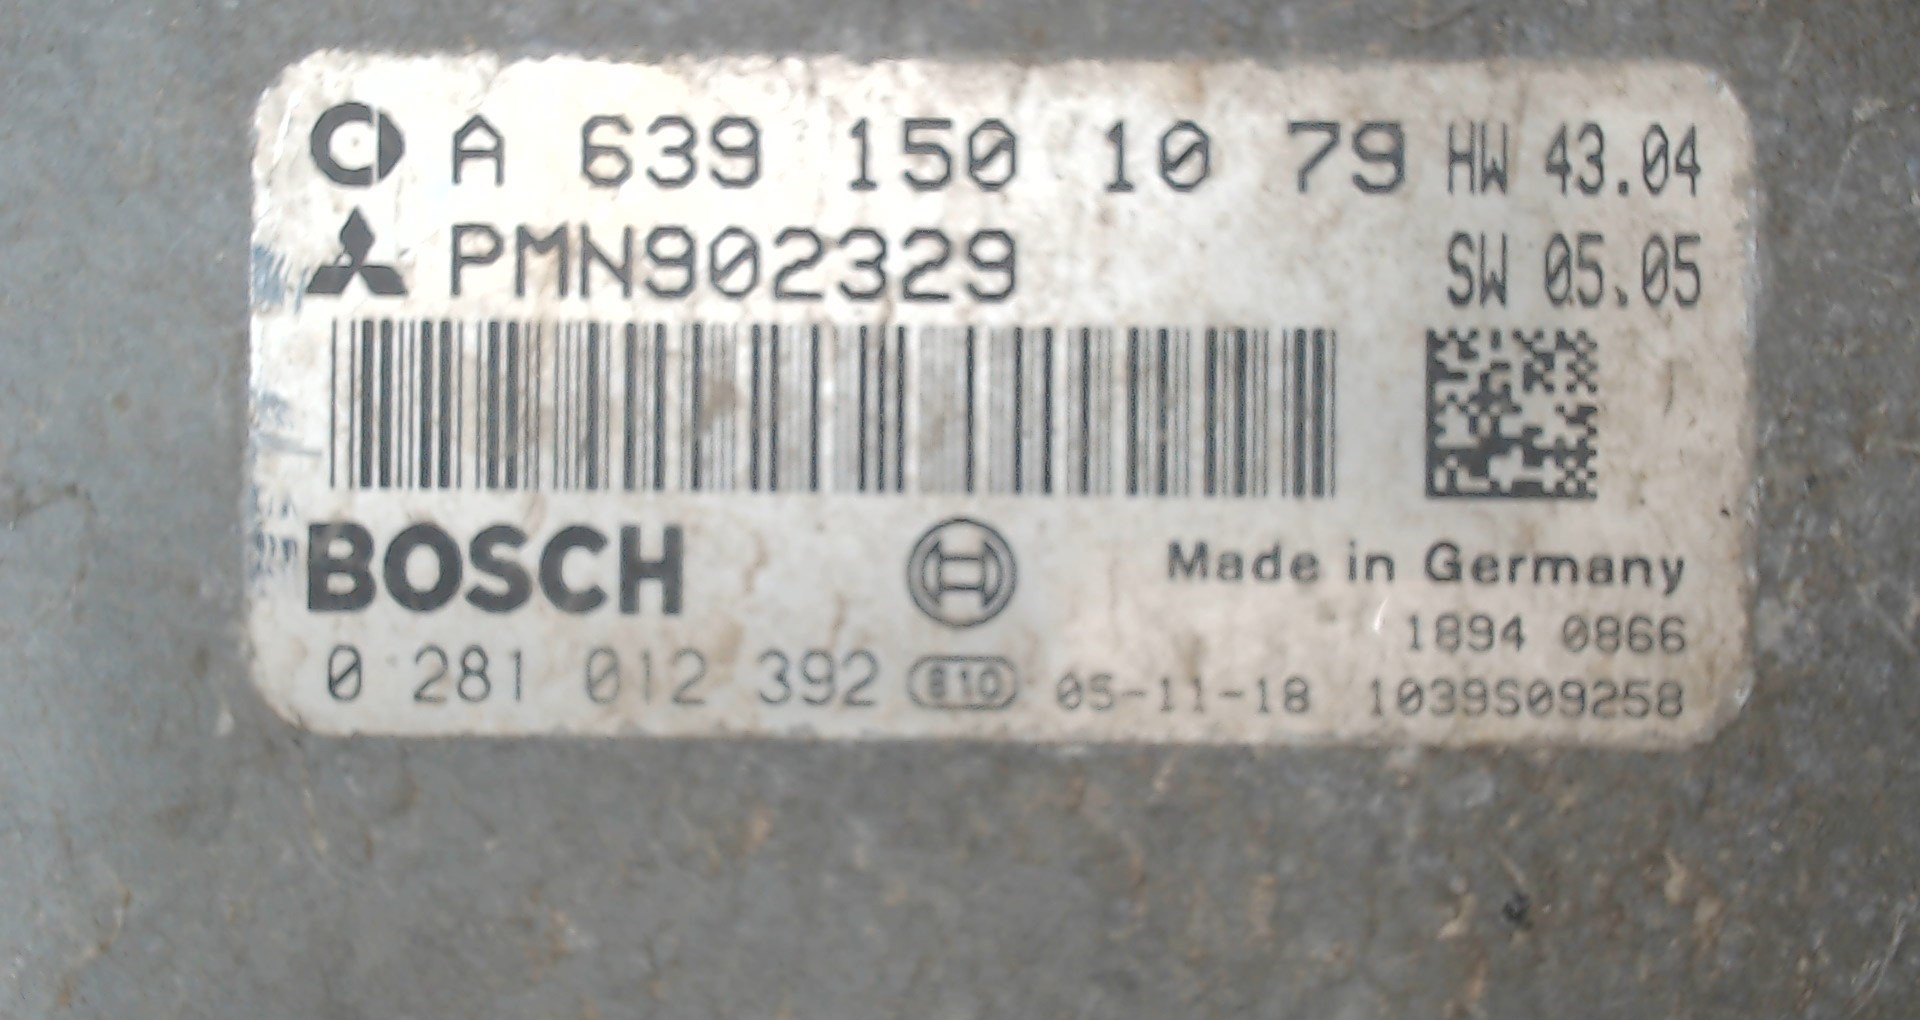 A 639 150 10 79 HW 43.04
PMN902329 SW 05.05
BOSCH
Made in Germany
1894 0866
0 281 012 392 e10 05-11-18 1039S09258